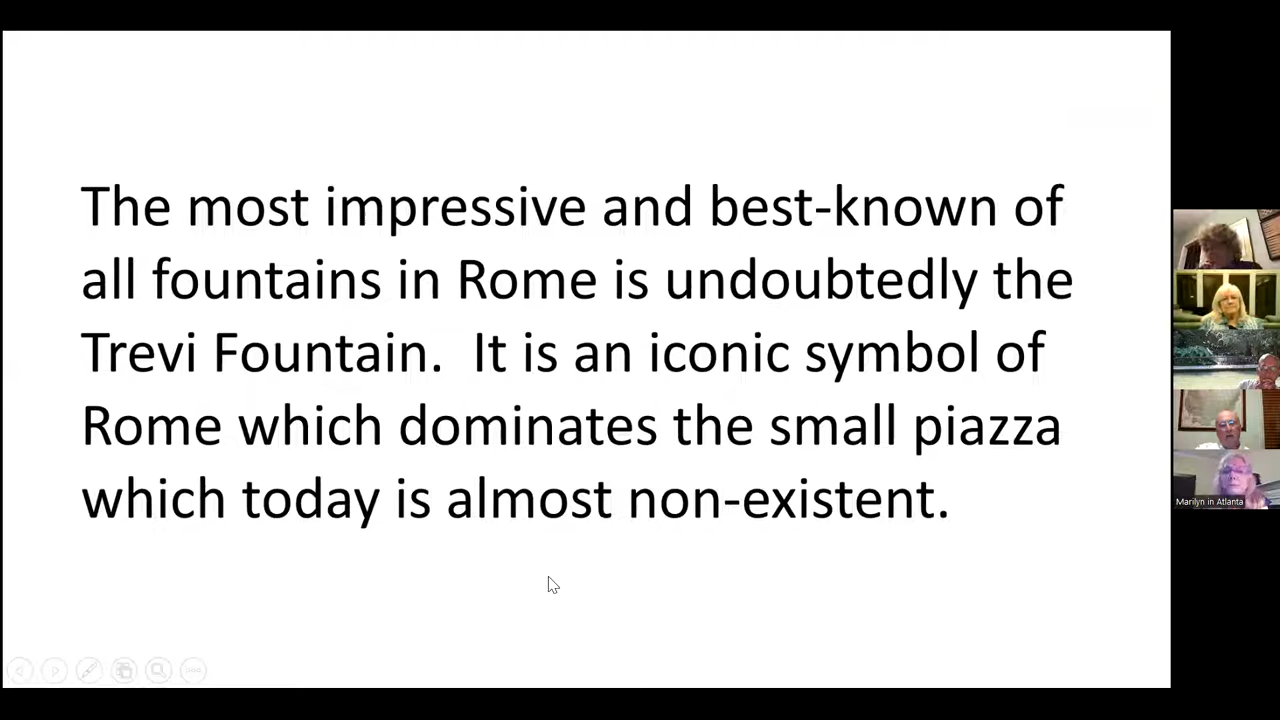 The most impressive and best-known of
all fountains in Rome is undoubtedly the
Trevi Fountain.  It is an iconic symbol of
Rome which dominates the small piazza
which today is almost non-existent.
Marilyn in Atlanta